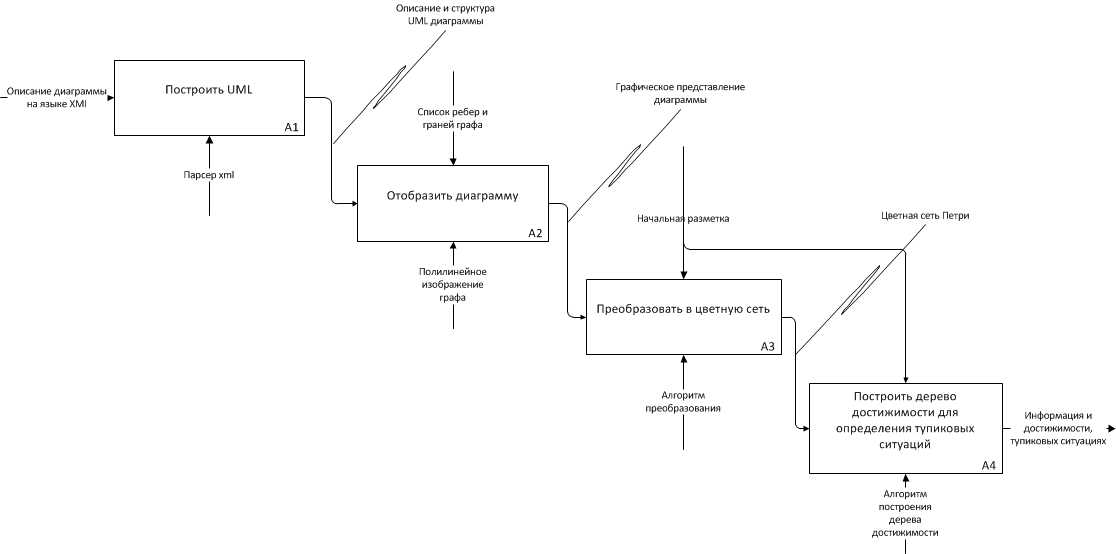 Описание и структура
UML диаграммы
Описание диаграммы
на языке XMI
Построить UML
A1
Парсер xml
Список ребер и
граней графа
Графическое представление
диаграммы
Отобразить диаграмму
A2
Полилинейное
изображение
графа
Начальная разметка
Цветная сеть Петри
Преобразовать в цветную сеть
A3
Алгоритм
преобразования
Построить дерево
достижимости для
определения тупиковых
ситуаций
A4
Информация и
достижимости,
тупиковых ситуациях
Алгоритм
построения
дерева
достижимости